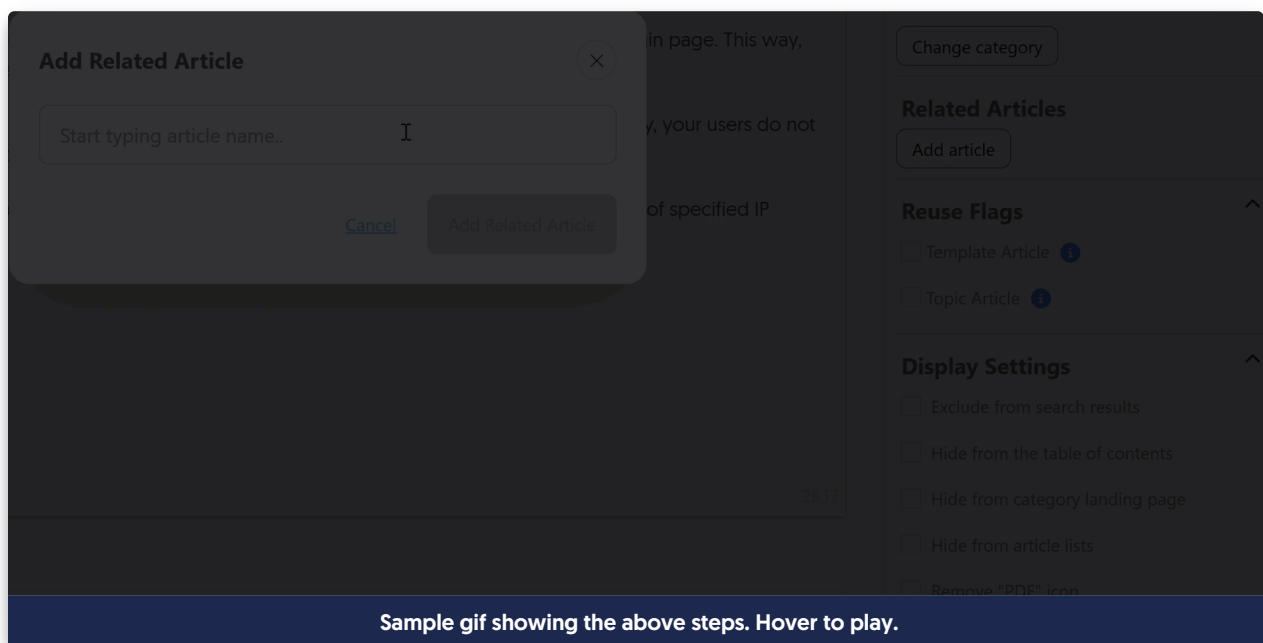 Add Related Article
Start typing article name..
Cancel
Add Related Article
in page. This way,
y, your users do not
of specified IP
Change category
Related Articles
Add article
Reuse Flags
Template Article
Topic Article
Display Settings
Exclude from search results
Hide from the table of contents
Hide from category landing page
Hide from article lists
Remove "PDF" icon
Sample gif showing the above steps. Hover to play.